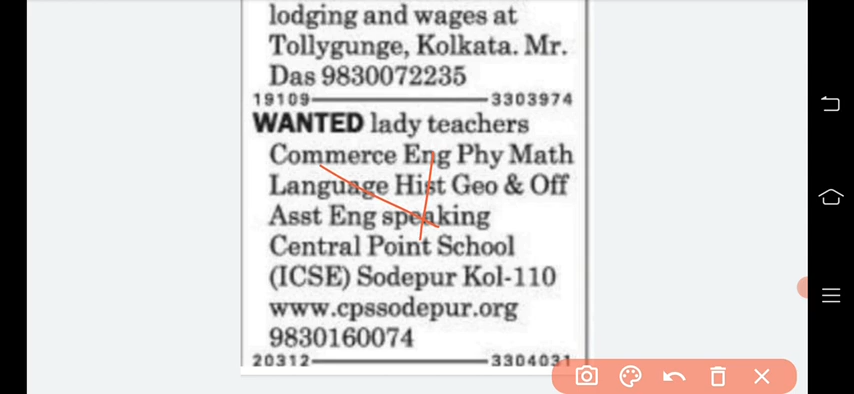 lodging and wages at
Tollygunge, Kolkata. Mr.
Das 9830072235
19109 3303974
WANTED lady teachers
Commerce Eng Phy Math
Language Hist Geo & Off
Asst Eng speaking
Central Point School
(ICSE) Sodepur Kol-110
www.cpssodepur.org
9830160074
20312 3304031